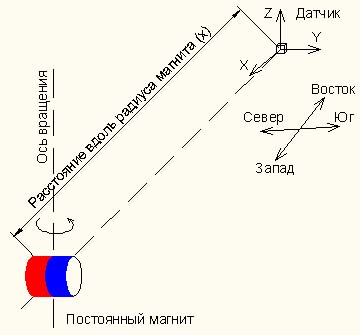 Z
Датчик
Y
X
Расстояние вдоль радиуса магнита (x)
Ось вращения
Восток
Север
Юг
Запад
Постоянный магнит